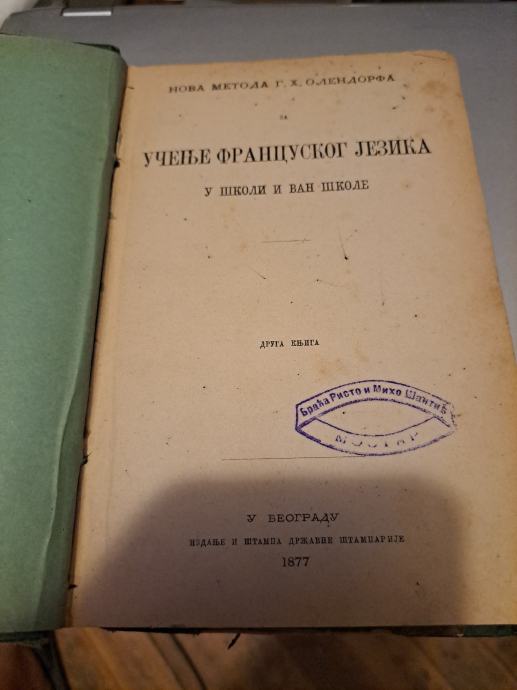 НОВА МЕТОДА Г. Х. ОЛЕНДОРФА
ЗА
УЧЕЊЕ ФРАНЦУСКОГ ЈЕЗИКА
У ШКОЛИ И ВАН ШКОЛЕ
ДРУГА КЊИГА
Браћа Ристо и Михо Шантић
МОСТАР
У БЕОГРАДУ
ИЗДАЊЕ И ШТАМПА ДРЖАВНЕ ШТАМПАРИЈЕ
1877